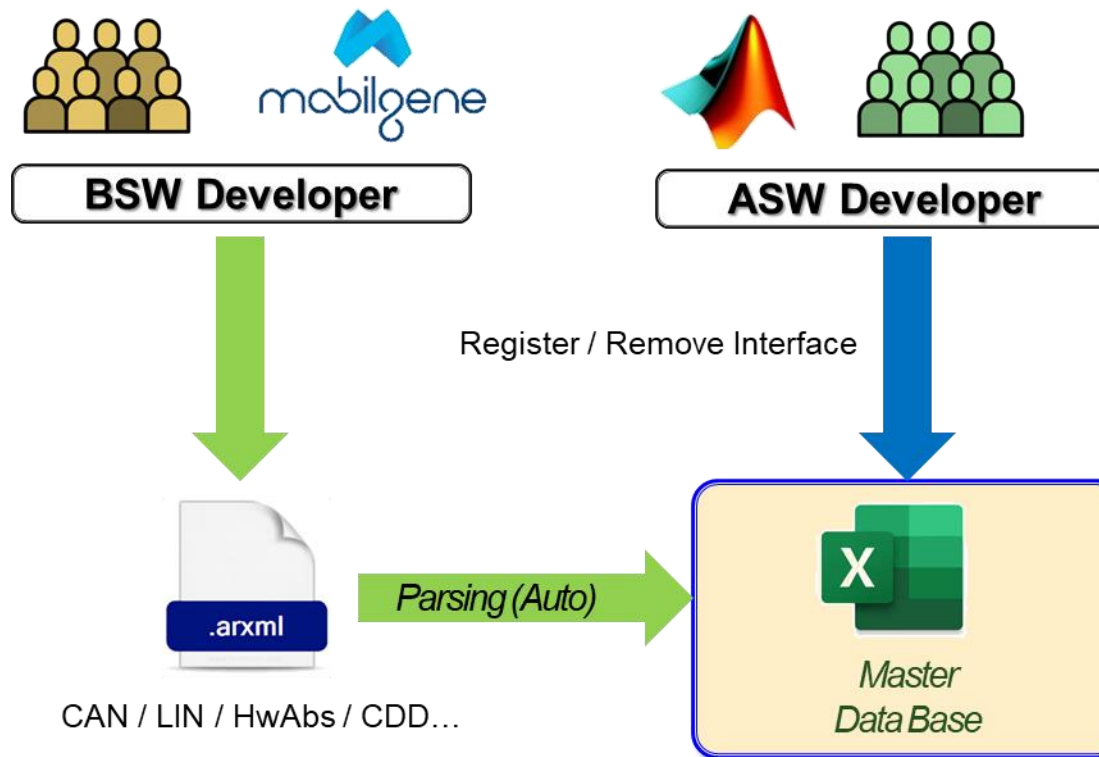 mobilgene
BSW Developer
ASW Developer
Register / Remove Interface
.arxml
Parsing (Auto)
X
Master
Data Base
CAN / LIN / HwAbs / CDD…